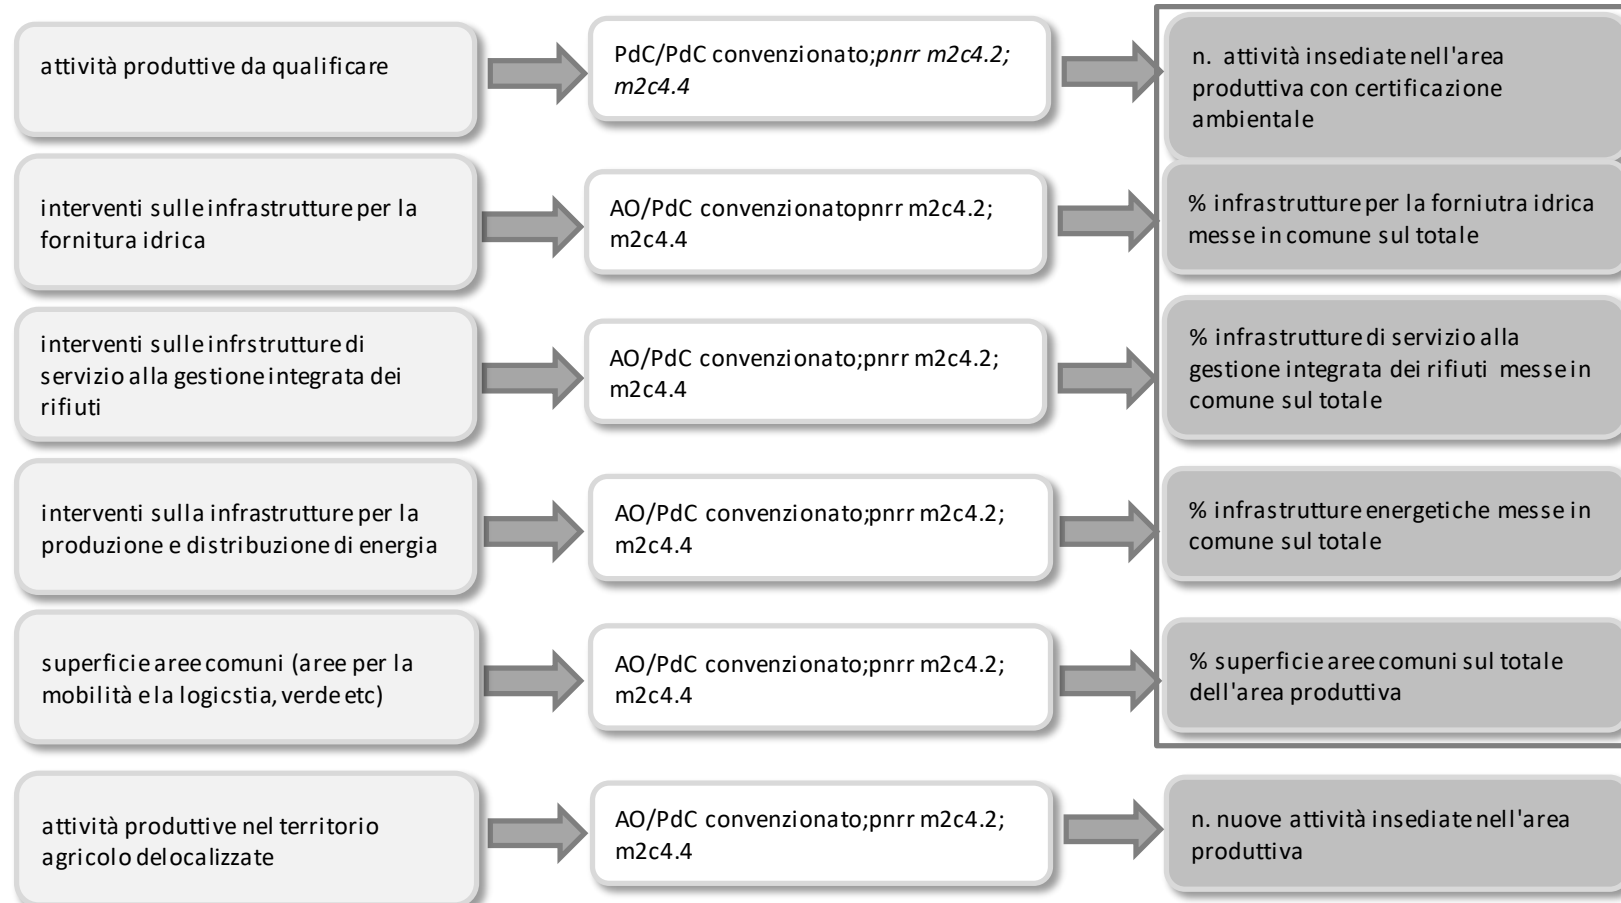 attività produttive da qualificare
PdC/PdC convenzionato;pnrr m2c4.2;
m2c4.4
n. attività insediate nell'area
produttiva con certificazione
ambientale
interventi sulle infrastrutture per la
fornitura idrica
AO/PdC convenzionatopnrr m2c4.2;
m2c4.4
% infrastrutture per la forniutra idrica
messe in comune sul totale
interventi sulle infrstrutture di
servizio alla gestione integrata dei
rifiuti
AO/PdC convenzionato;pnrr m2c4.2;
m2c4.4
% infrastrutture di servizio alla
gestione integrata dei rifiuti messe in
comune sul totale
interventi sulla infrastrutture per la
produzione e distribuzione di energia
AO/PdC convenzionato;pnrr m2c4.2;
m2c4.4
% infrastrutture energetiche messe in
comune sul totale
superficie aree comuni (aree per la
mobilità e la logicstia, verde etc)
AO/PdC convenzionato;pnrr m2c4.2;
m2c4.4
% superficie aree comuni sul totale
dell'area produttiva
attività produttive nel territorio
agricolo delocalizzate
AO/PdC convenzionato;pnrr m2c4.2;
m2c4.4
n. nuove attività insediate nell'area
produttiva